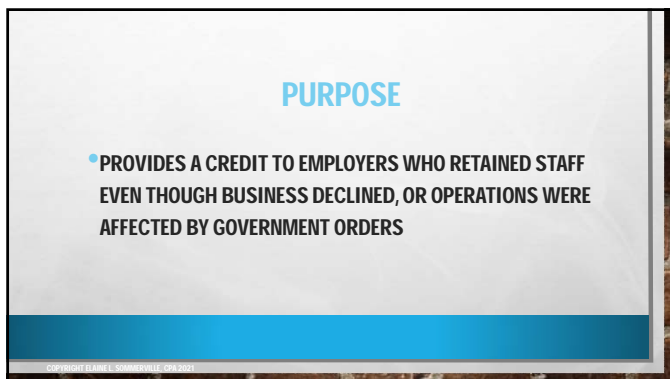 PURPOSE
•PROVIDES A CREDIT TO EMPLOYERS WHO RETAINED STAFF
EVEN THOUGH BUSINESS DECLINED, OR OPERATIONS WERE
AFFECTED BY GOVERNMENT ORDERS
COPYRIGHT ELAINE L. SOMMERVILLE, CPA 2021